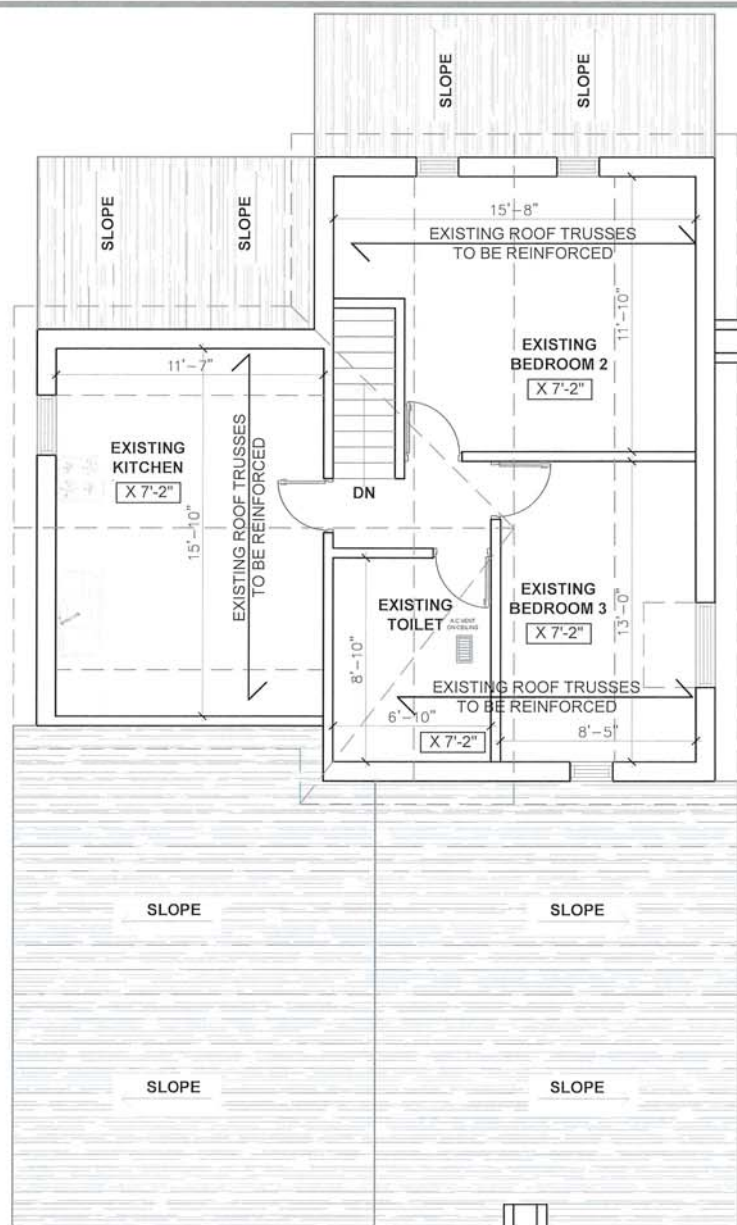 SLOPE
SLOPE
SLOPE
SLOPE
15'-8"
EXISTING ROOF TRUSSES
TO BE REINFORCED
11'-10"
EXISTING
BEDROOM 2
X 7'-2"
11'-7"
EXISTING
KITCHEN
X 7'-2"
15'-10"
EXISTING ROOF TRUSSES
TO BE REINFORCED
DN
EXISTING
TOILET
A.C VENT
ON CEILING
8'-10"
6'-10"
X 7'-2"
EXISTING
BEDROOM 3
X 7'-2"
13'-0"
EXISTING ROOF TRUSSES
TO BE REINFORCED
8'-5"
SLOPE
SLOPE
SLOPE
SLOPE